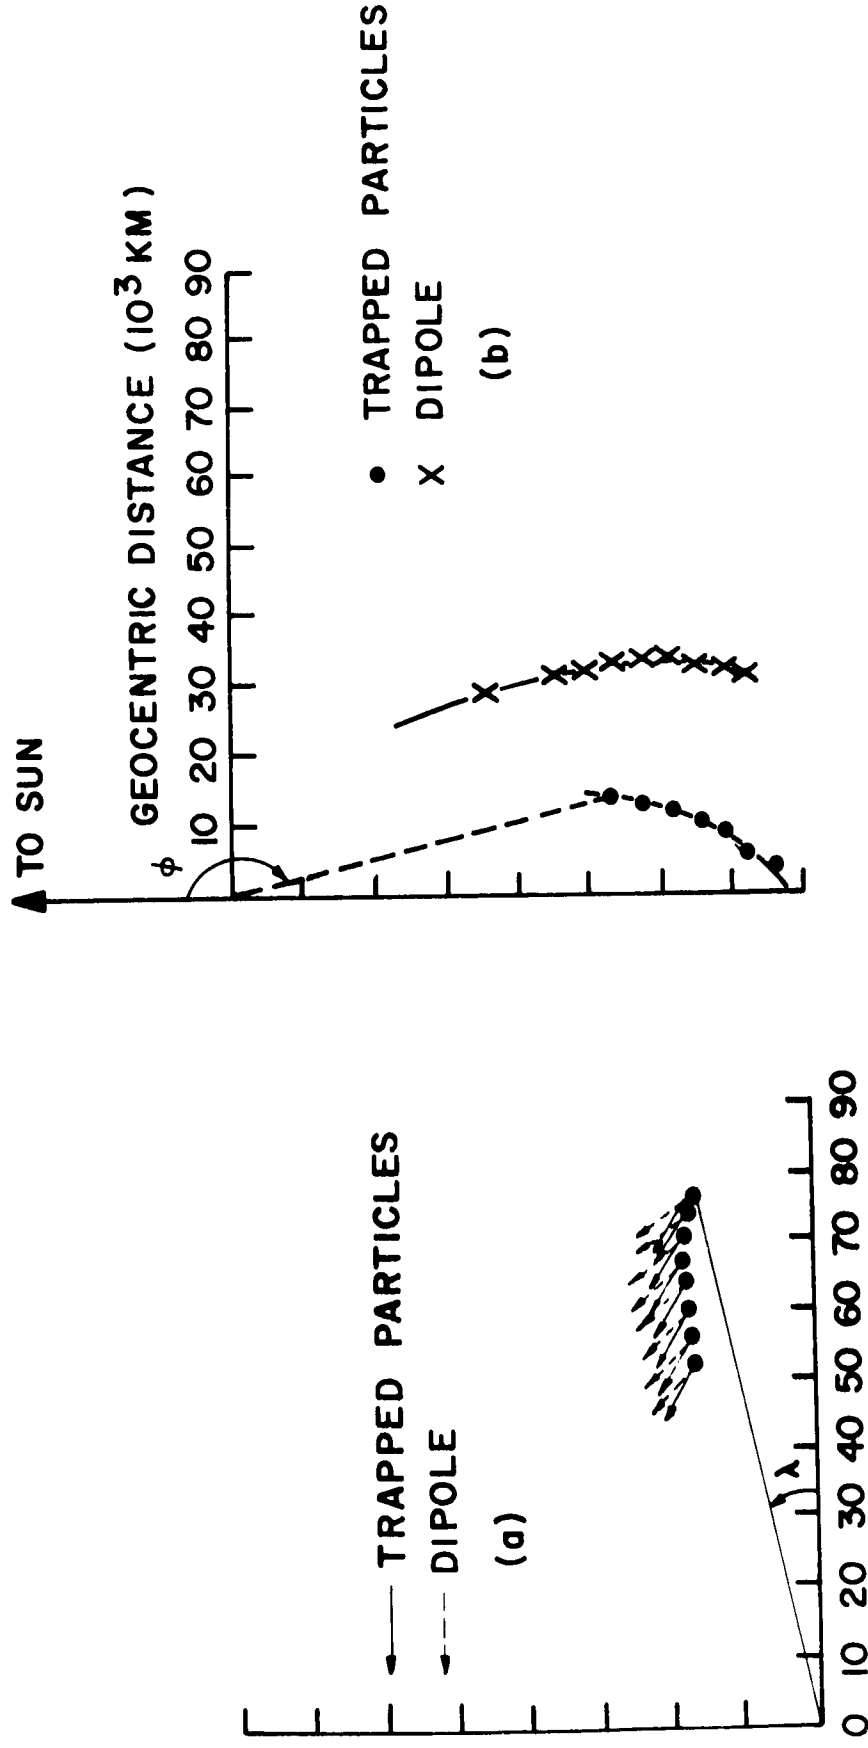 TO SUN
GEOCENTRIC DISTANCE (10³ KM)
10 20 30 40 50 60 70 80 90
φ
● TRAPPED PARTICLES
X DIPOLE
(b)
TRAPPED PARTICLES
DIPOLE
(a)
λ
0 10 20 30 40 50 60 70 80 90